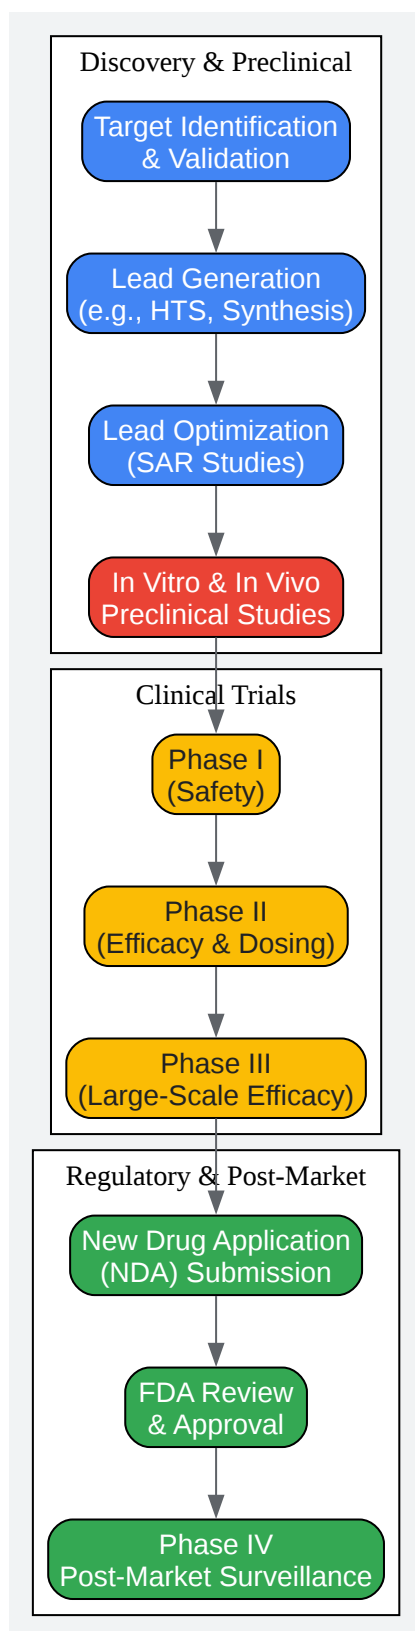 Discovery & Preclinical
Target Identification
& Validation
Lead Generation
(e.g., HTS, Synthesis)
Lead Optimization
(SAR Studies)
In Vitro & In Vivo
Preclinical Studies
Clinical Trials
Phase I
(Safety)
Phase II
(Efficacy & Dosing)
Phase III
(Large-Scale Efficacy)
Regulatory & Post-Market
New Drug Application
(NDA) Submission
FDA Review
& Approval
Phase IV
Post-Market Surveillance